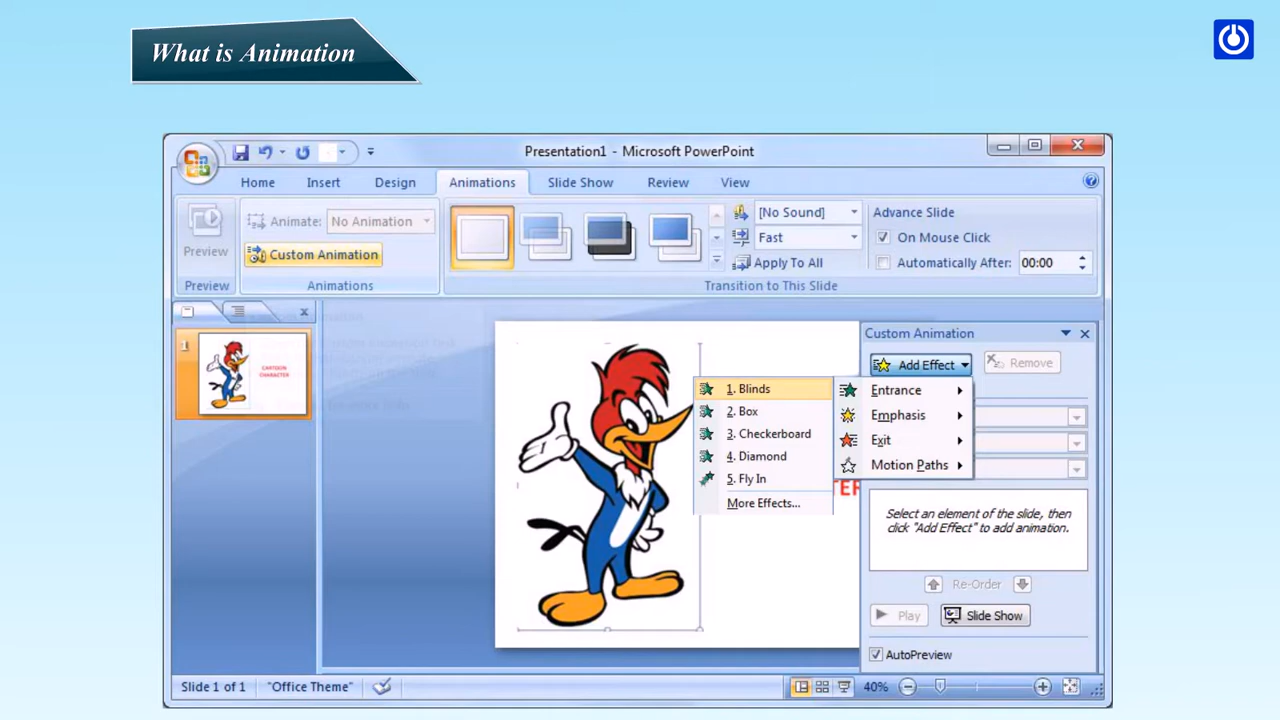 What is Animation
Presentation1 - Microsoft PowerPoint
Home Insert Design Animations Slide Show Review View
Animate: No Animation
Custom Animation
Preview
Preview
Animations
[No Sound]
Fast
Apply To All
Transition to This Slide
Advance Slide
On Mouse Click
Automatically After: 00:00
1
CARTOON
CHARACTER
Custom Animation
Add Effect Remove
1. Blinds
2. Box
3. Checkerboard
4. Diamond
5. Fly In
More Effects...
Entrance
Emphasis
Exit
Motion Paths
TER
Select an element of the slide, then
click "Add Effect" to add animation.
Re-Order
Play Slide Show
AutoPreview
Slide 1 of 1 "Office Theme" 40%